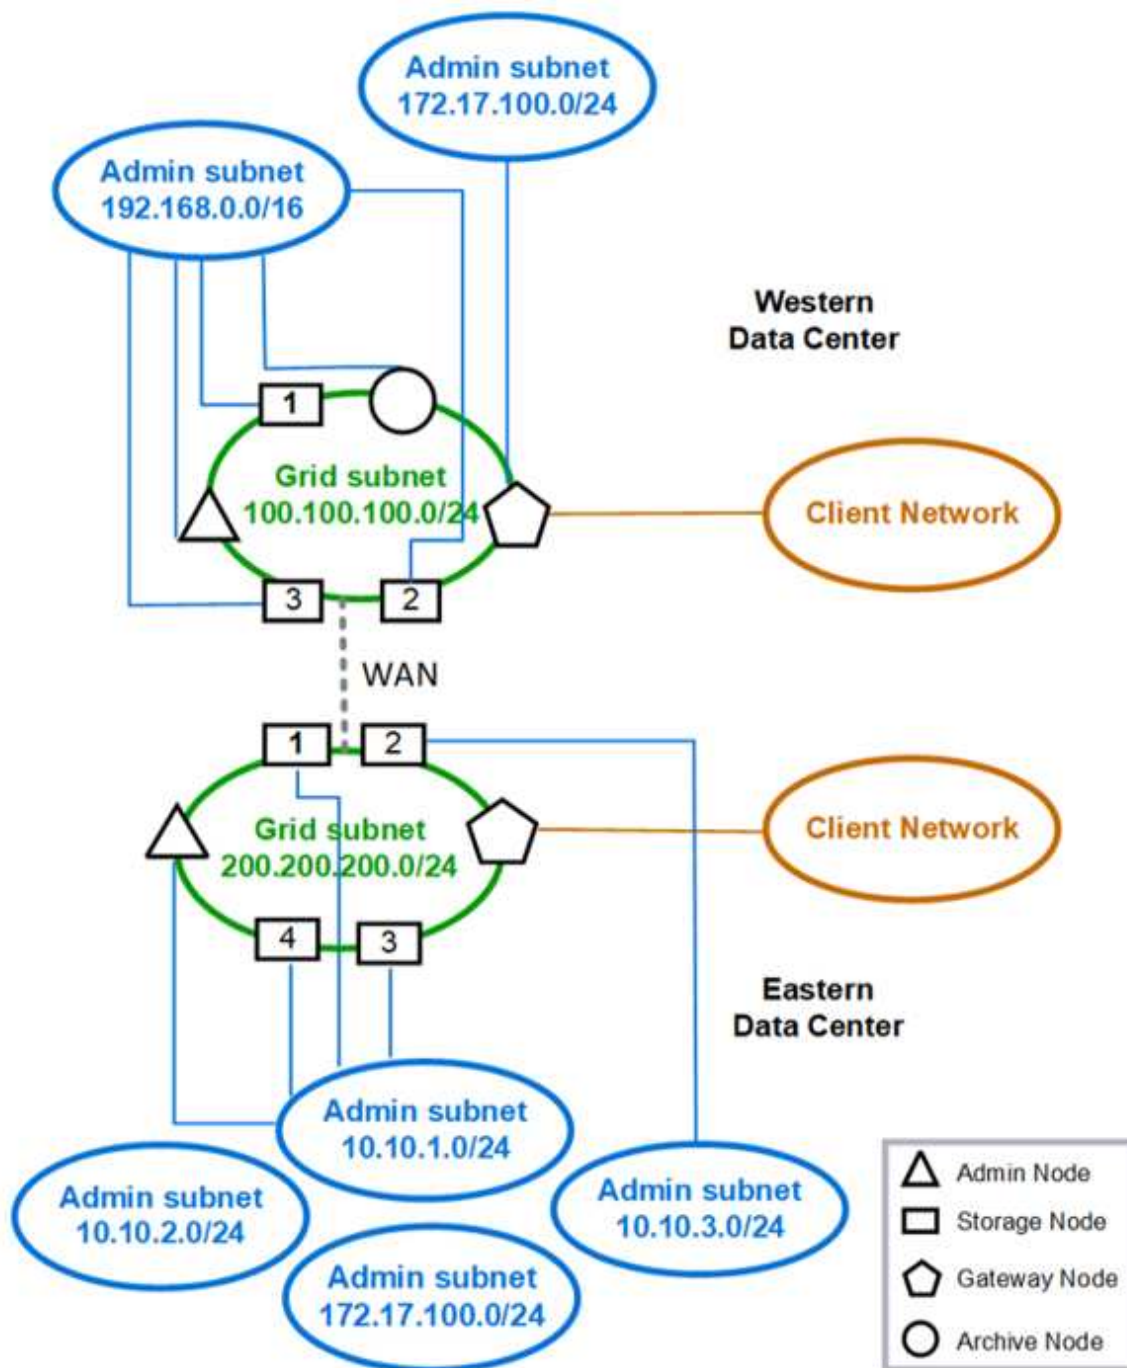 Admin subnet
172.17.100.0/24
Admin subnet
192.168.0.0/16
Western
Data Center
1
Grid subnet
100.100.100.0/24
Client Network
3
2
WAN
1
2
Grid subnet
200.200.200.0/24
Client Network
4
3
Eastern
Data Center
Admin subnet
10.10.1.0/24
Admin subnet
10.10.2.0/24
Admin subnet
10.10.3.0/24
Admin subnet
172.17.100.0/24
Admin Node
Storage Node
Gateway Node
Archive Node